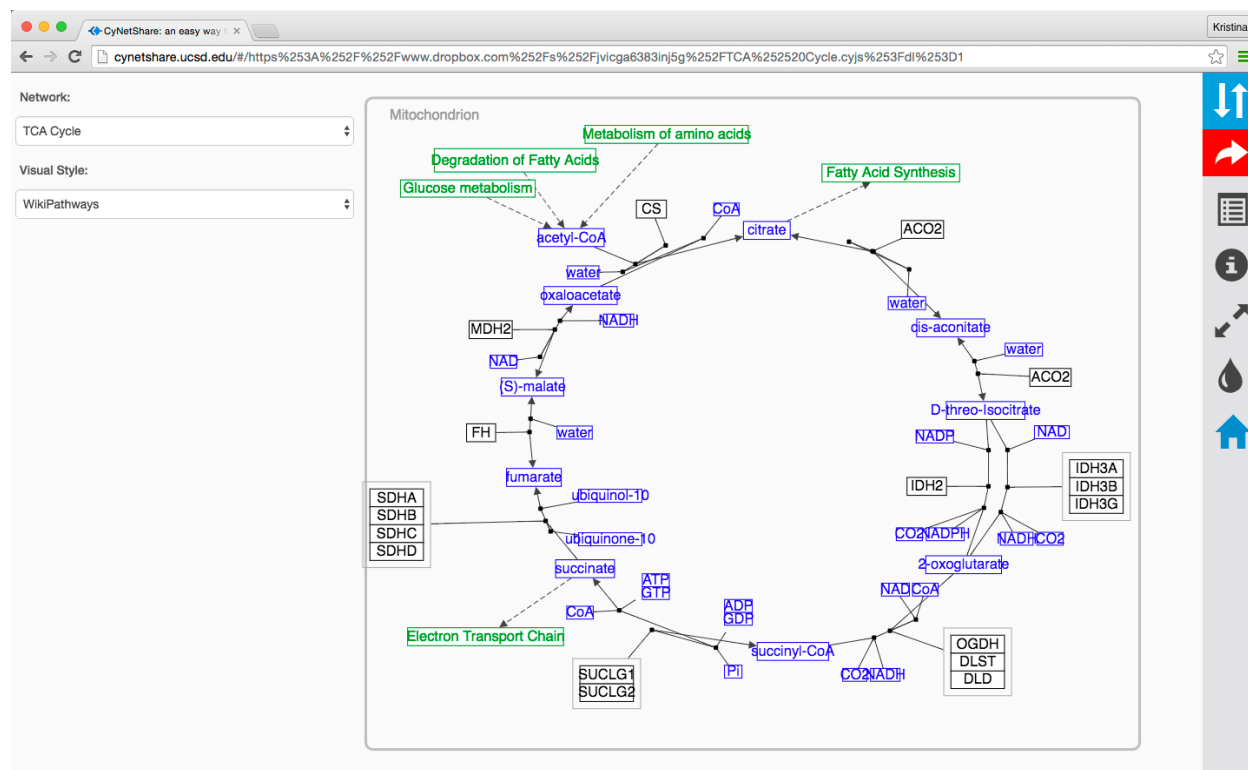 CyNetShare: an easy way t
Kristina
cynetshare.ucsd.edu/#/https%253A%252F%252Fwww.dropbox.com%252Fs%252Fjvicga6383inj5g%252FTCA%252520Cycle.cyjs%253Fdl%253D1
Network:
TCA Cycle
Visual Style:
WikiPathways
Mitochondrion
Metabolism of amino acids
Degradation of Fatty Acids
Glucose metabolism
Fatty Acid Synthesis
CS
CoA
citrate
ACO2
acetyl-CoA
water
oxaloacetate
water
MDH2
NADH
dis-aconitate
NAD
water
(S)-malate
ACO2
D-threo-Isocitrate
FH
water
NADP
NAD
fumarate
IDH2
IDH3A
IDH3B
IDH3G
SDHA
SDHB
SDHC
SDHD
ubiquinol-10
ubiquinone-10
CO2
NADPH
NADH
CO2
succinate
2-oxoglutarate
ATP
GTP
NAD
CoA
CoA
ADP
GDP
Electron Transport Chain
succinyl-CoA
OGDH
DLST
DLD
Pi
CO2
NADH
SUCLG1
SUCLG2